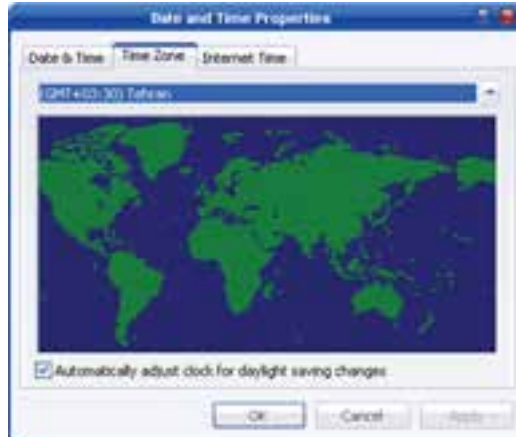 Date and Time Properties
Date & Time
Time Zone
Internet Time
(GMT+03:30) Tehran
Automatically adjust clock for daylight saving changes
OK
Cancel
Apply